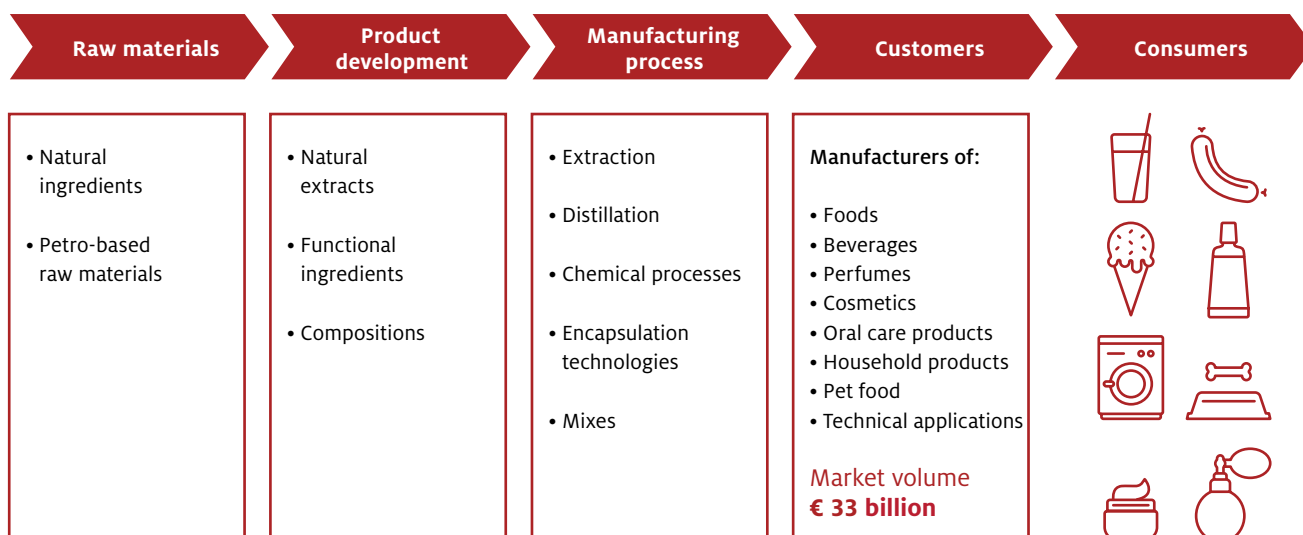 Raw materials
Product
development
Manufacturing
process
Customers
Consumers
• Natural
ingredients
• Petro-based
raw materials
• Natural
extracts
• Functional
ingredients
• Compositions
• Extraction
• Distillation
• Chemical processes
• Encapsulation
technologies
• Mixes
Manufacturers of:
• Foods
• Beverages
• Perfumes
• Cosmetics
• Oral care products
• Household products
• Pet food
• Technical applications
Market volume
€ 33 billion